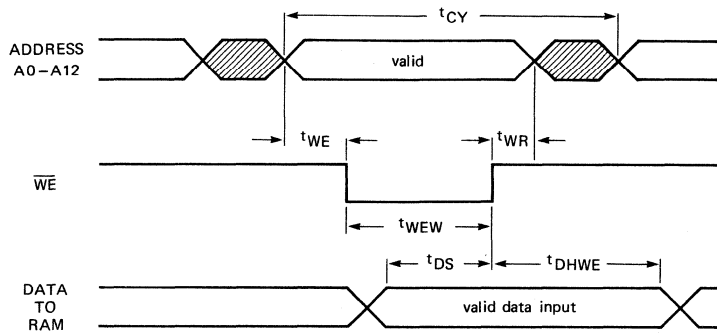 tCY
ADDRESS
A0–A12
valid
tWE
tWR
WE
tWEW
tDS
tDHWE
DATA
TO
RAM
valid data input